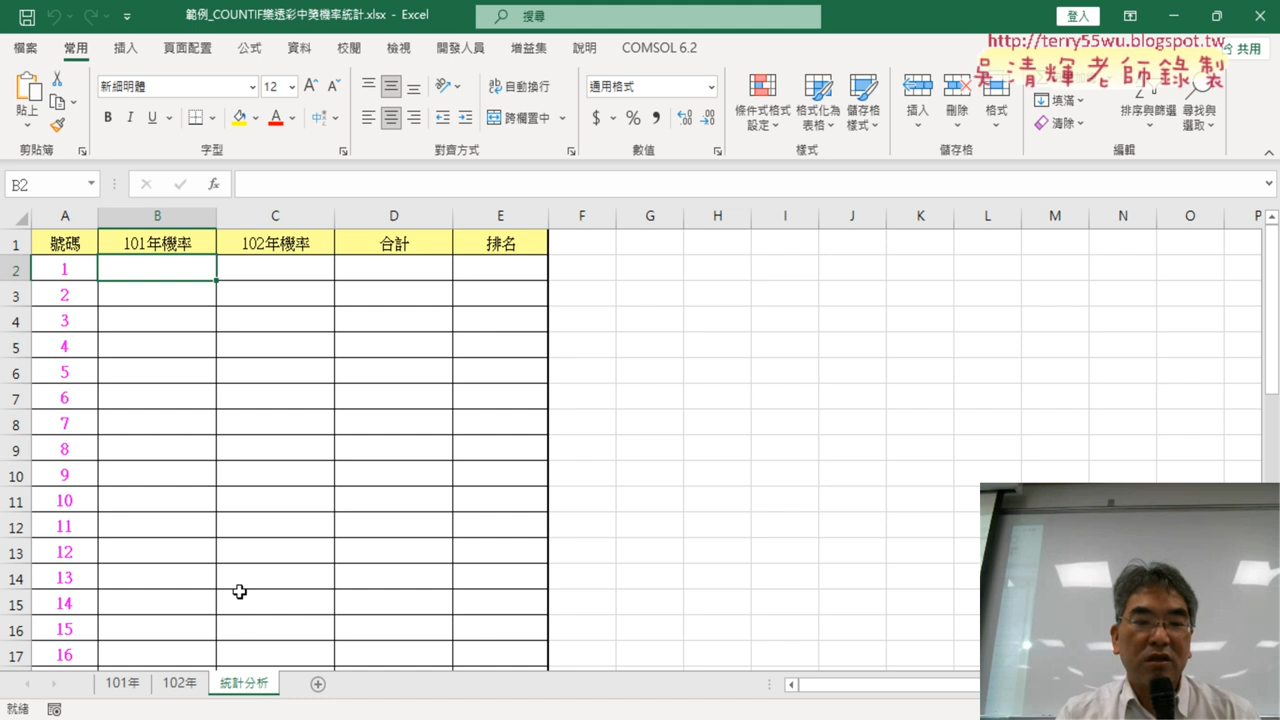 範例_COUNTIF樂透彩中獎機率統計.xlsx - Excel
搜尋
登入
檔案 常用 插入 頁面配置 公式 資料 校閱 檢視 開發人員 增益集 說明 COMSOL 6.2
http://terry55wu.blogspot.tw
共用
吳清輝老師錄製
貼上
新細明體 12
自動換行
通用格式
條件式格式設定 格式化為表格 儲存格樣式
插入 刪除 格式
填滿
排序與篩選 尋找與選取
跨欄置中
清除
剪貼簿 字型 對齊方式 數值 樣式 儲存格 編輯
B2
fx
A B C D E F G H I J K L M N O P
1 號碼 101年機率 102年機率 合計 排名
2 1
3 2
4 3
5 4
6 5
7 6
8 7
9 8
10 9
11 10
12 11
13 12
14 13
15 14
16 15
17 16
101年 102年 統計分析
就緒